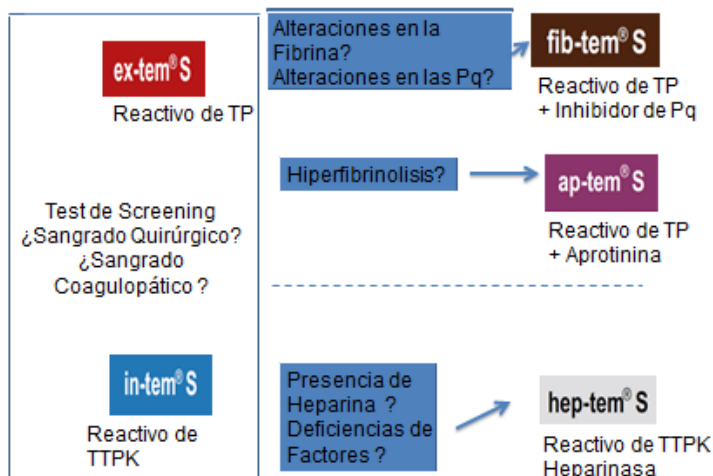 ex-tem® S
Reactivo de TP
Test de Screening
¿Sangrado Quirúrgico?
¿Sangrado
Coagulopático ?
in-tem® S
Reactivo de
TTPK
Alteraciones en la
Fibrina?
Alteraciones en las Pq?
fib-tem® S
Reactivo de TP
+ Inhibidor de Pq
Hiperfibrinolisis?
ap-tem® S
Reactivo de TP
+ Aprotinina
Presencia de
Heparina ?
Deficiencias de
Factores ?
hep-tem® S
Reactivo de TTPK
Heparinasa